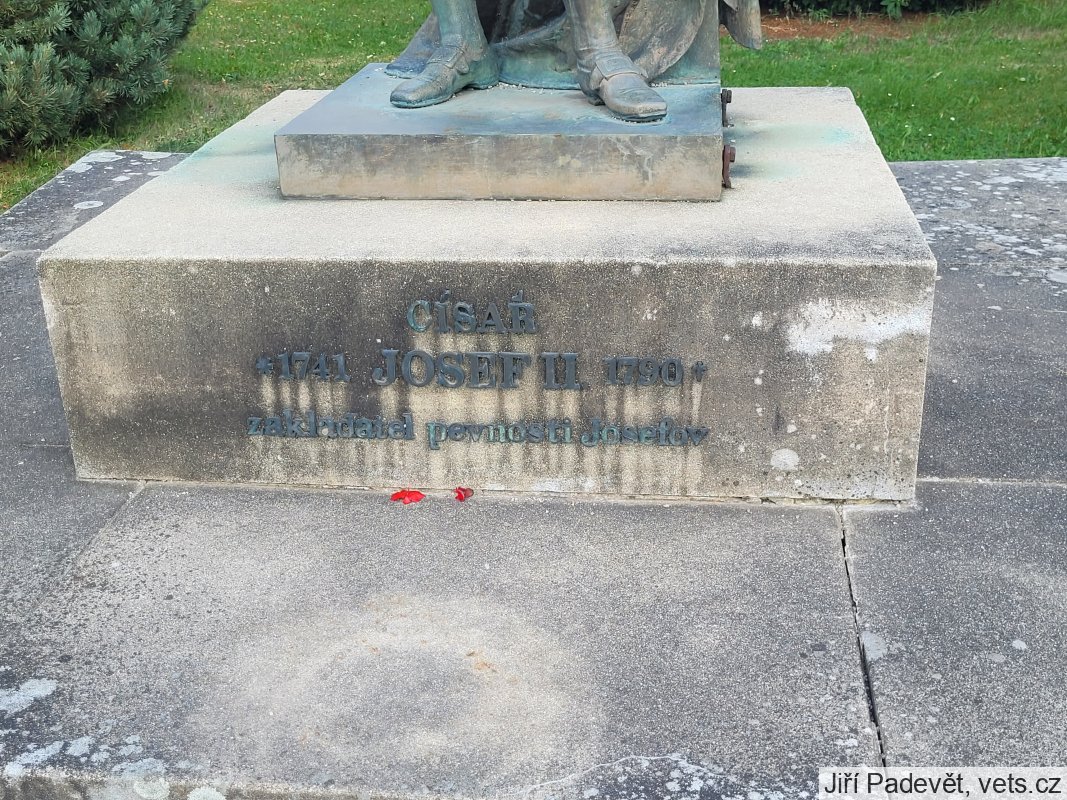 CÍSAŘ
*1741 JOSEF II. 1790 †
zakladatel pevnosti Josefov
Jiří Padevět, vets.cz